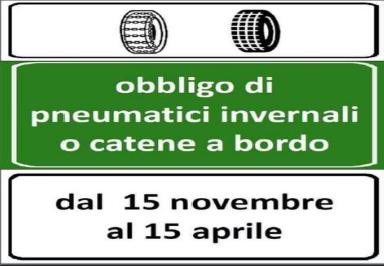 obbligo di
pneumatici invernali
o catene a bordo
dal 15 novembre
al 15 aprile